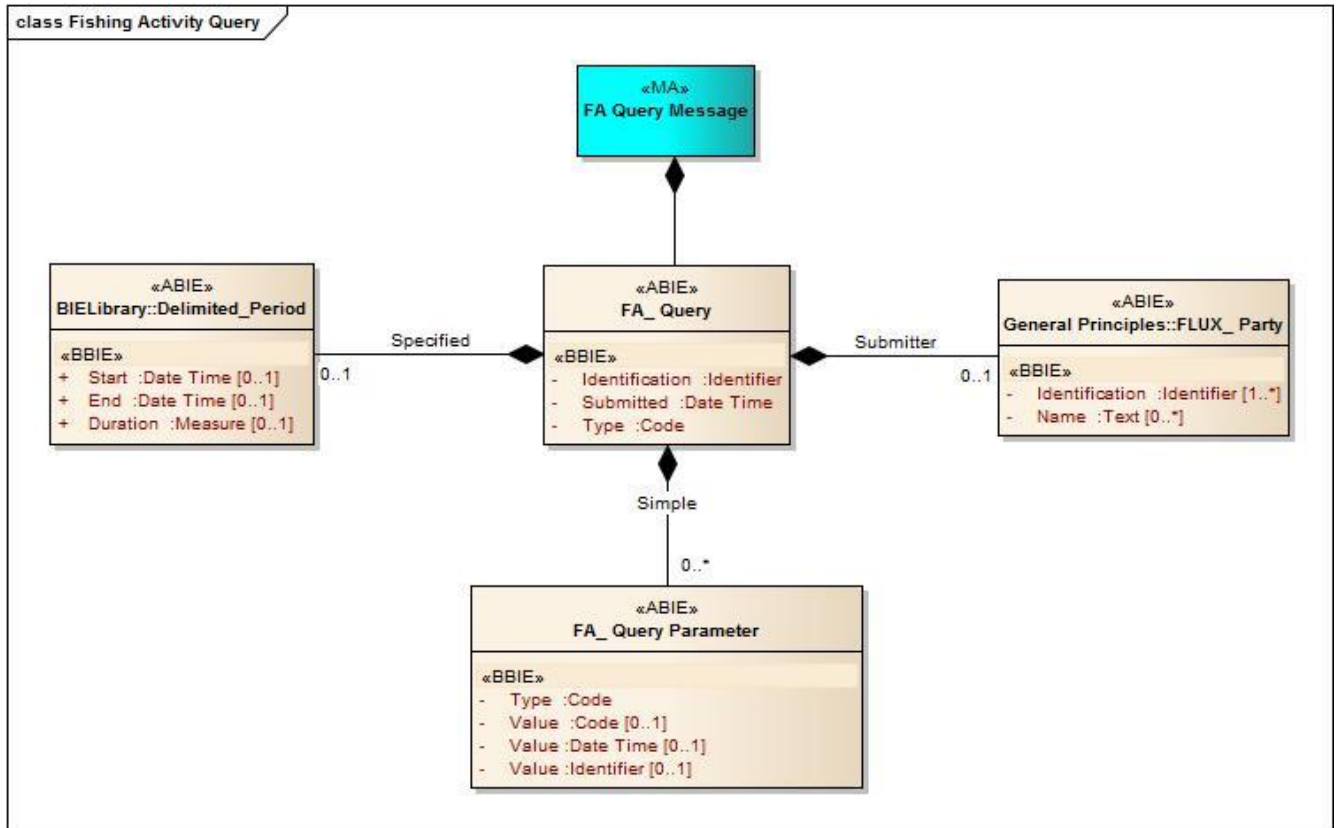 class Fishing Activity Query
«MA»
FA Query Message
«ABIE»
BIELibrary::Delimited_Period
«BBIE»
+ Start :Date Time [0..1]
+ End :Date Time [0..1]
+ Duration :Measure [0..1]
Specified
0..1
«ABIE»
FA_ Query
«BBIE»
- Identification :Identifier
- Submitted :Date Time
- Type :Code
Submitter
0..1
«ABIE»
General Principles::FLUX_ Party
«BBIE»
- Identification :Identifier [1..*]
- Name :Text [0..*]
Simple
0..*
«ABIE»
FA_ Query Parameter
«BBIE»
- Type :Code
- Value :Code [0..1]
- Value :Date Time [0..1]
- Value :Identifier [0..1]